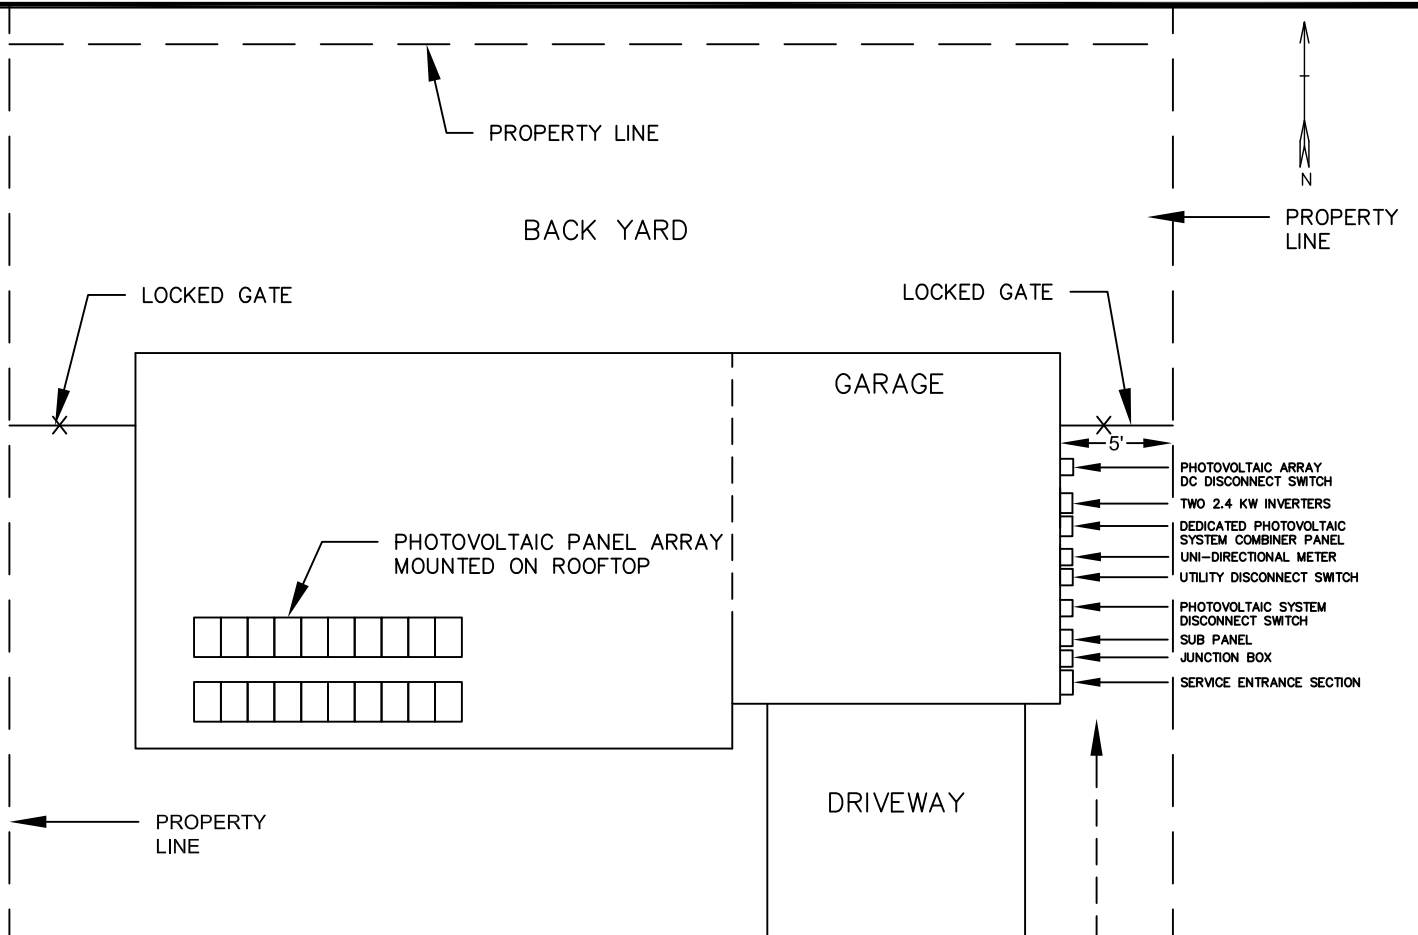 PROPERTY LINE
N
BACK YARD
PROPERTY
LINE
LOCKED GATE
LOCKED GATE
GARAGE
5'
PHOTOVOLTAIC ARRAY
DC DISCONNECT SWITCH
TWO 2.4 KW INVERTERS
DEDICATED PHOTOVOLTAIC
SYSTEM COMBINER PANEL
UNI-DIRECTIONAL METER
UTILITY DISCONNECT SWITCH
PHOTOVOLTAIC SYSTEM
DISCONNECT SWITCH
SUB PANEL
JUNCTION BOX
SERVICE ENTRANCE SECTION
PHOTOVOLTAIC PANEL ARRAY
MOUNTED ON ROOFTOP
DRIVEWAY
PROPERTY
LINE